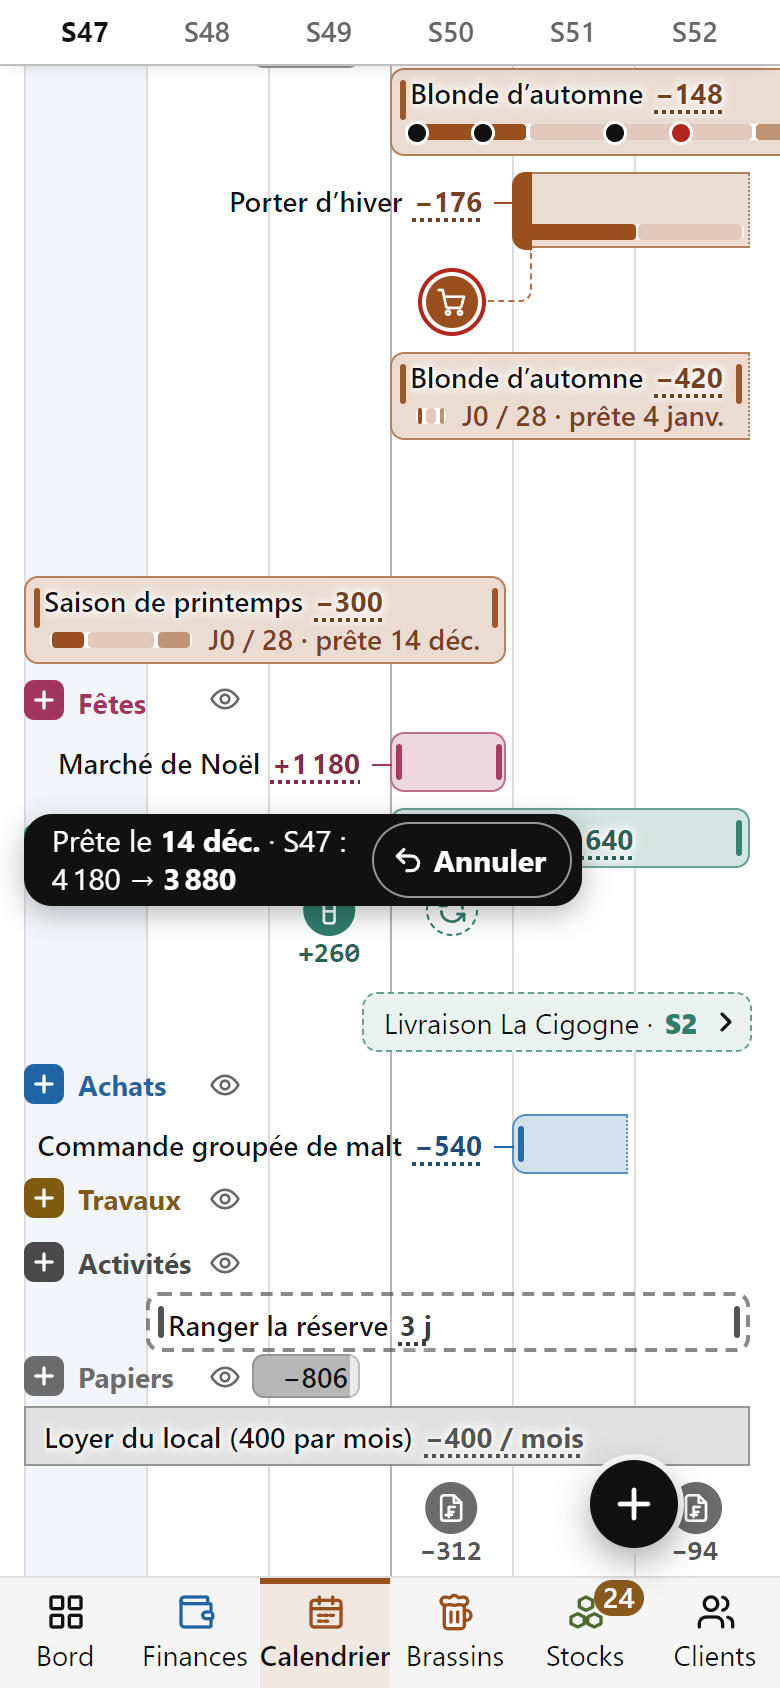 S47 S48 S49 S50 S51 S52
Blonde d’automne −148
Porter d’hiver −176
Blonde d’automne −420
J0 / 28 · prête 4 janv.
Saison de printemps −300
J0 / 28 · prête 14 déc.
Fêtes
Marché de Noël +1 180
640
Prête le 14 déc. · S47 :
4 180 → 3 880
Annuler
+260
Livraison La Cigogne · S2
Achats
Commande groupée de malt −540
Travaux
Activités
Ranger la réserve 3 j
Papiers −806
Loyer du local (400 par mois) −400 / mois
−312 −94
24
Bord Finances Calendrier Brassins Stocks Clients